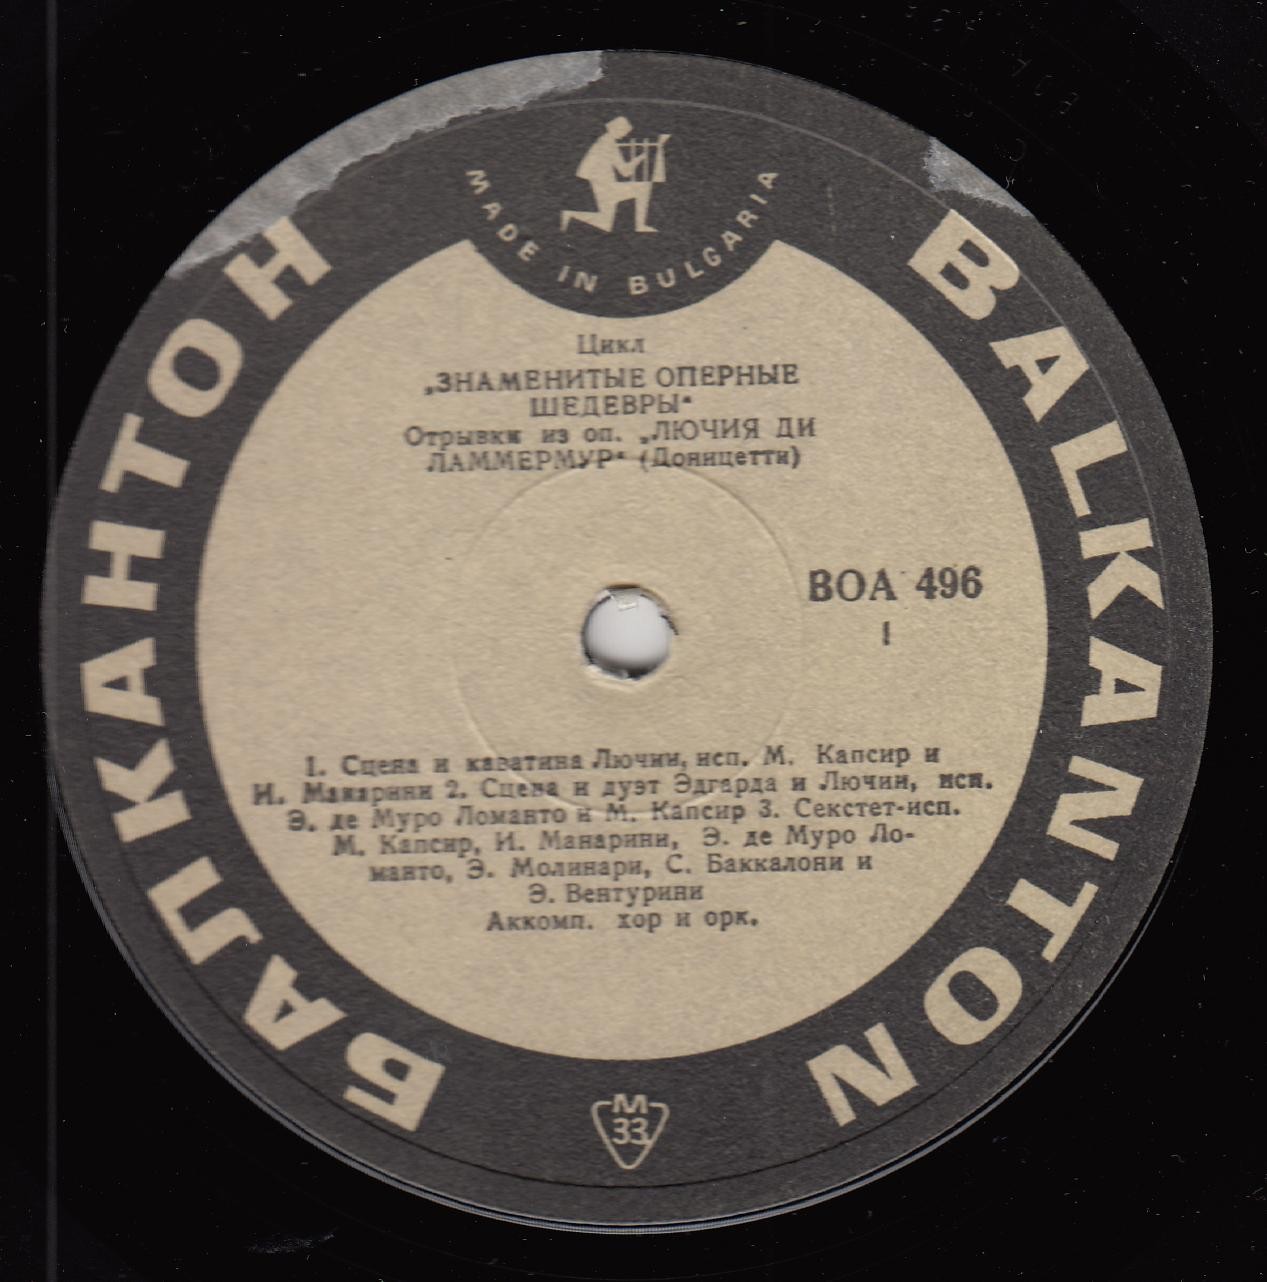 MADE IN BULGARIA
БАЛКАНТОН
BALKANTON
Цикл
„ЗНАМЕНИТЫЕ ОПЕРНЫЕ
ШЕДЕВРЫ“
Отрывки из оп. „ЛЮЧИЯ ДИ
ЛАММЕРМУР“ (Доницетти)
ВОА 496
I
1. Сцена и каватина Лючии, исп. М. Капсир и
И. Манарини 2. Сцена и дуэт Эдгарда и Лючии, исп.
Э. де Муро Ломанто и М. Капсир 3. Секстет-исп.
М. Капсир, И. Манарини, Э. де Муро Ло-
манто, Э. Молинари, С. Баккалони и
Э. Вентурини
Аккомп. хор и орк.
М
33